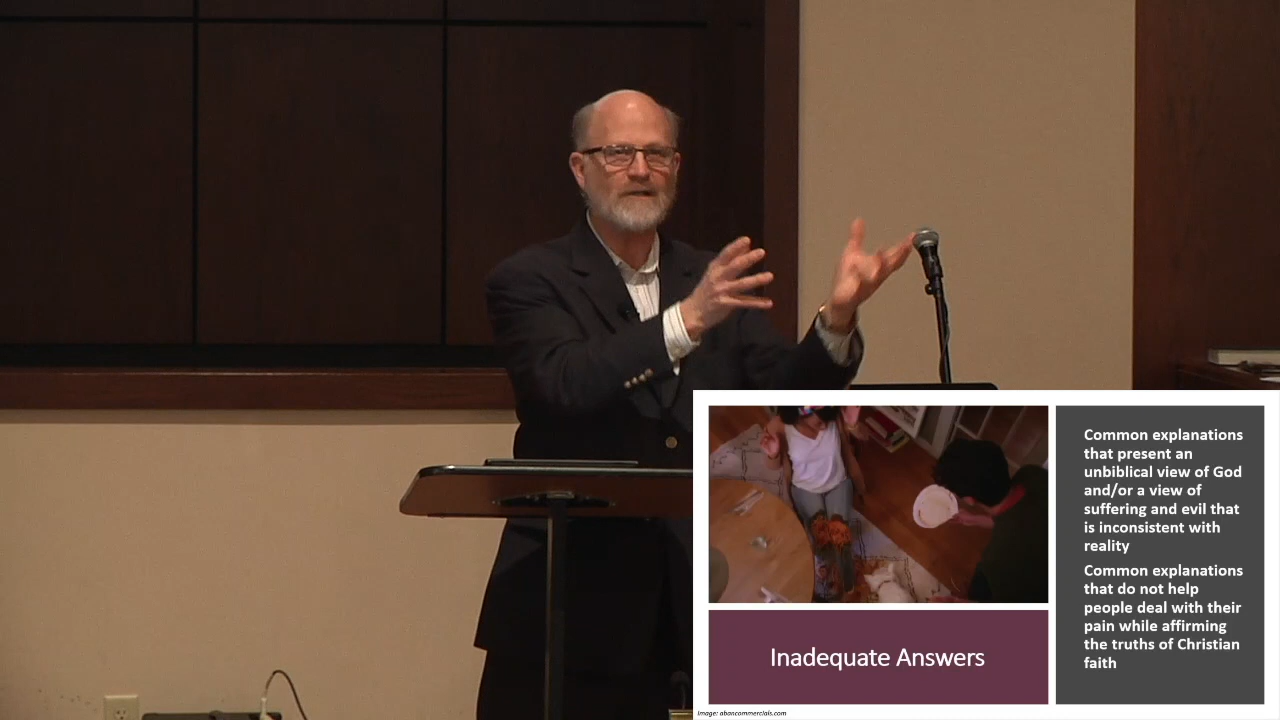 Common explanations
that present an
unbiblical view of God
and/or a view of
suffering and evil that
is inconsistent with
reality
Common explanations
that do not help
people deal with their
pain while affirming
the truths of Christian
faith
Inadequate Answers
Image: abancommercials.com